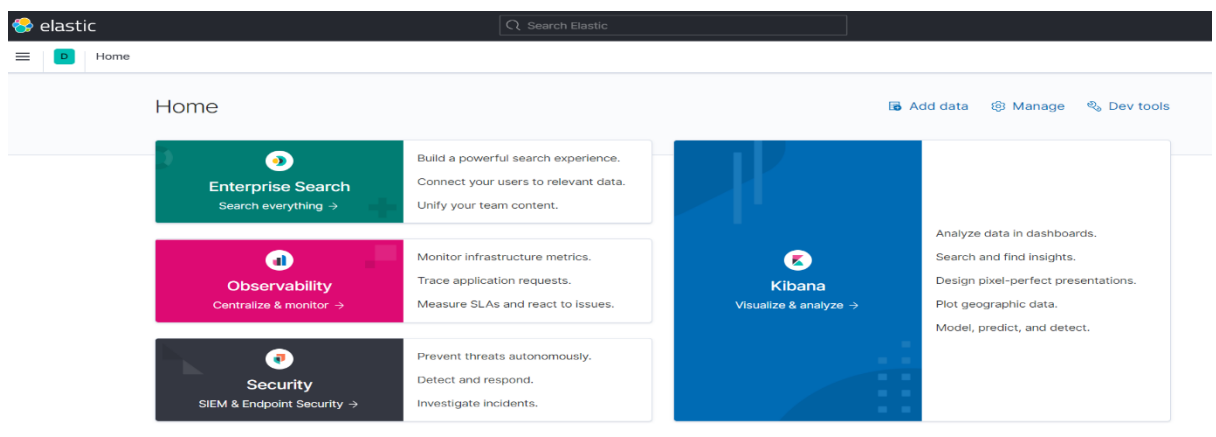 elastic
Search Elastic
D Home
Home
Add data Manage Dev tools
Enterprise Search
Search everything →
Build a powerful search experience.
Connect your users to relevant data.
Unify your team content.
Observability
Centralize & monitor →
Monitor infrastructure metrics.
Trace application requests.
Measure SLAs and react to issues.
Security
SIEM & Endpoint Security →
Prevent threats autonomously.
Detect and respond.
Investigate incidents.
Kibana
Visualize & analyze →
Analyze data in dashboards.
Search and find insights.
Design pixel-perfect presentations.
Plot geographic data.
Model, predict, and detect.